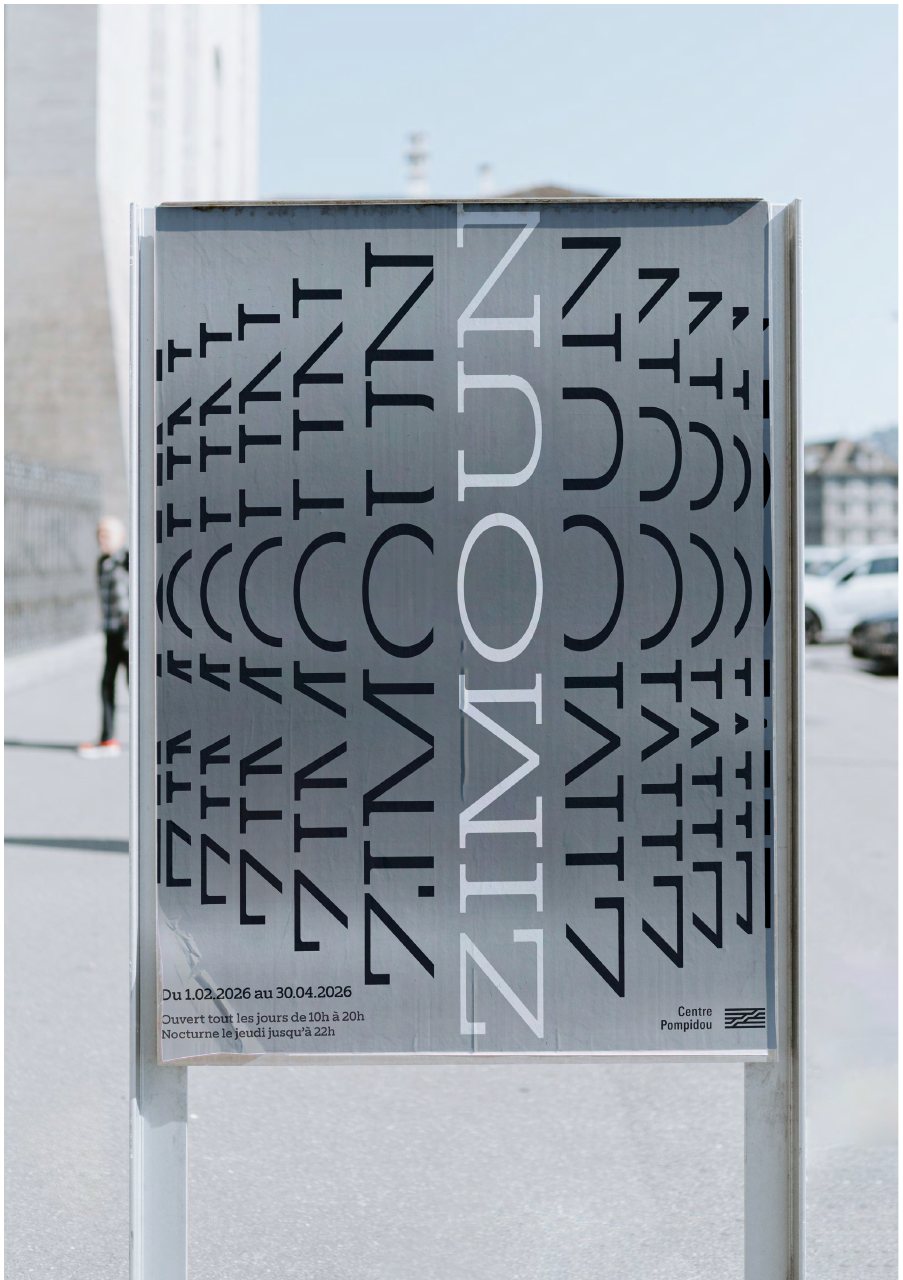 ZIMOUN
Du 1.02.2026 au 30.04.2026
Ouvert tout les jours de 10h à 20h
Nocturne le jeudi jusqu'à 22h
Centre
Pompidou